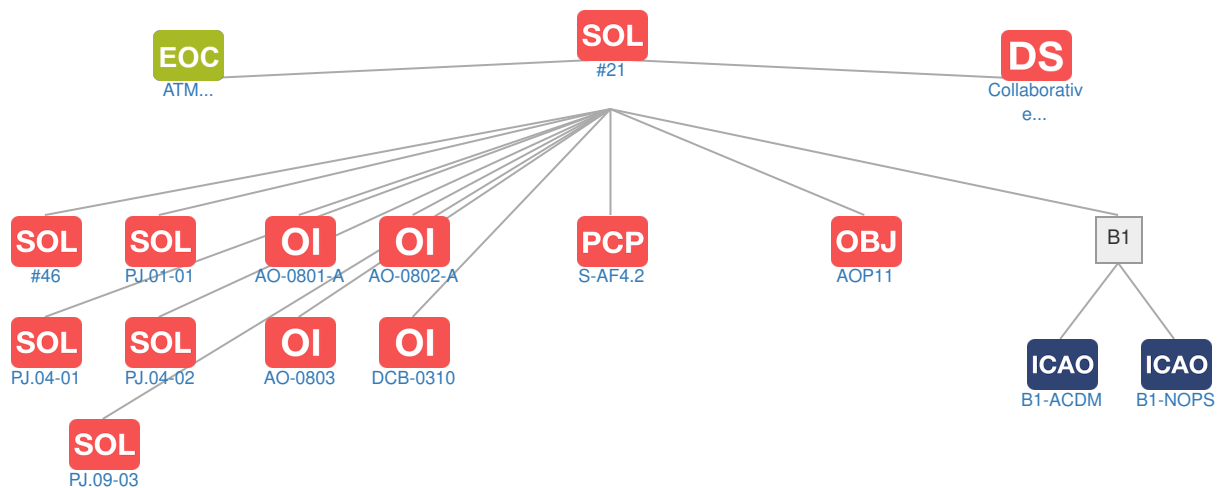 EOC
ATM...
SOL
#21
DS
Collaborativ
e...
SOL
#46
SOL
PJ.01-01
OI
AO-0801-A
OI
AO-0802-A
PCP
S-AF4.2
OBJ
AOP11
B1
SOL
PJ.04-01
SOL
PJ.04-02
OI
AO-0803
OI
DCB-0310
ICAO
B1-ACDM
ICAO
B1-NOPS
SOL
PJ.09-03